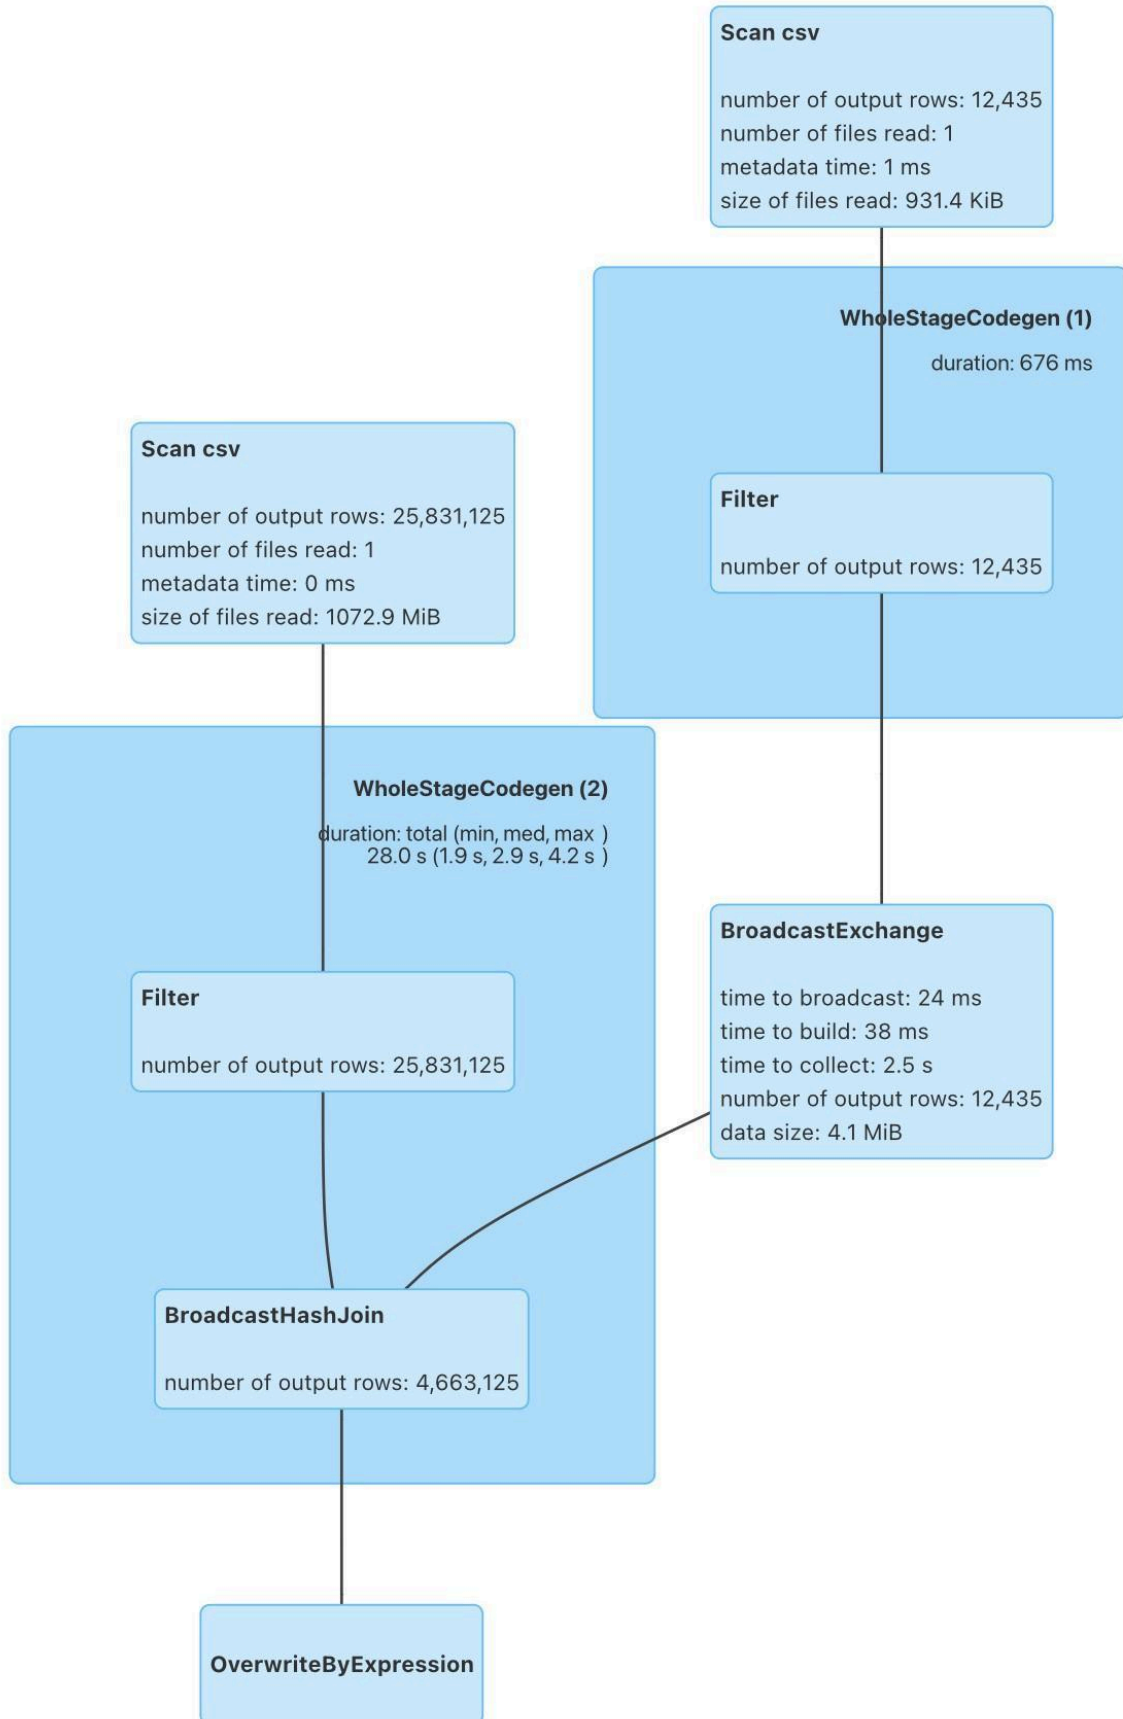 Scan csv
number of output rows: 12,435
number of files read: 1
metadata time: 1 ms
size of files read: 931.4 KiB
WholeStageCodegen (1)
duration: 676 ms
Filter
number of output rows: 12,435
Scan csv
number of output rows: 25,831,125
number of files read: 1
metadata time: 0 ms
size of files read: 1072.9 MiB
WholeStageCodegen (2)
duration: total (min, med, max )
28.0 s (1.9 s, 2.9 s, 4.2 s )
Filter
number of output rows: 25,831,125
BroadcastExchange
time to broadcast: 24 ms
time to build: 38 ms
time to collect: 2.5 s
number of output rows: 12,435
data size: 4.1 MiB
BroadcastHashJoin
number of output rows: 4,663,125
OverwriteByExpression